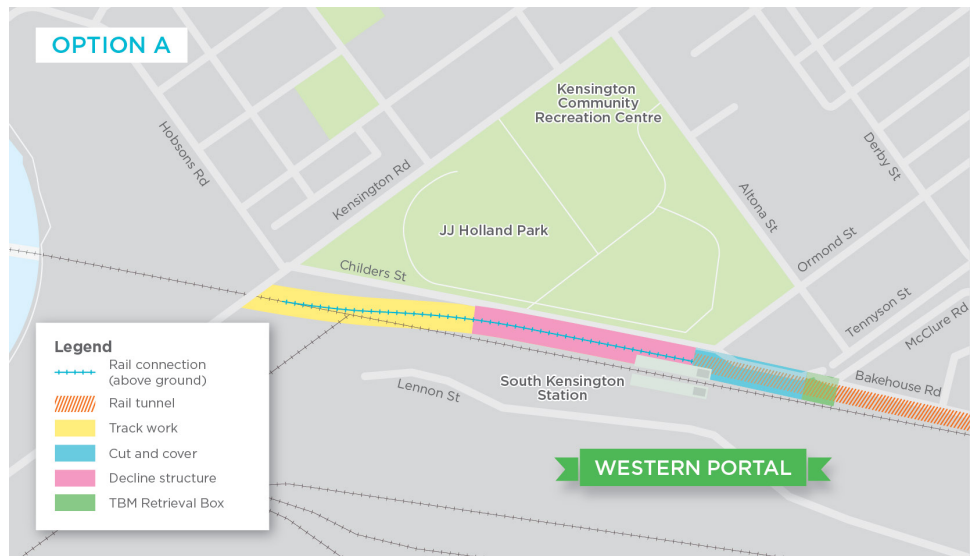 OPTION A
Kensington
Community
Recreation Centre
Hobsons Rd
Kensington Rd
Derby St
Altona St
JJ Holland Park
Ormond St
Childers St
Tennyson St
McClure Rd
Bakehouse Rd
South Kensington
Station
Lennon St
WESTERN PORTAL
Legend
Rail connection
(above ground)
Rail tunnel
Track work
Cut and cover
Decline structure
TBM Retrieval Box